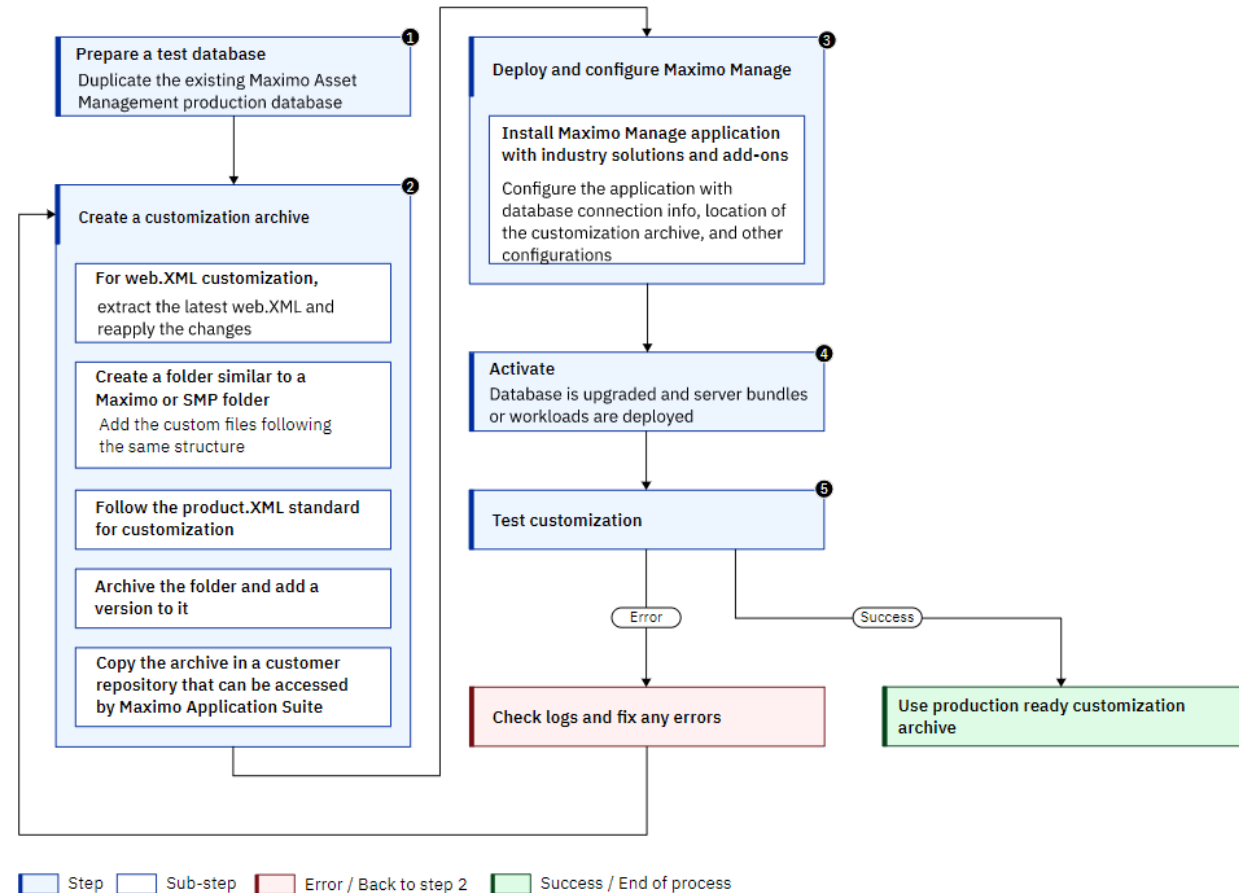 1
Prepare a test database
Duplicate the existing Maximo Asset
Management production database
2
Create a customization archive
For web.XML customization,
extract the latest web.XML and
reapply the changes
Create a folder similar to a
Maximo or SMP folder
Add the custom files following
the same structure
Follow the product.XML standard
for customization
Archive the folder and add a
version to it
Copy the archive in a customer
repository that can be accessed
by Maximo Application Suite
3
Deploy and configure Maximo Manage
Install Maximo Manage application
with industry solutions and add-ons
Configure the application with
database connection info, location of
the customization archive, and other
configurations
4
Activate
Database is upgraded and server bundles
or workloads are deployed
5
Test customization
Error
Success
Check logs and fix any errors
Use production ready customization
archive
Step
Sub-step
Error / Back to step 2
Success / End of process